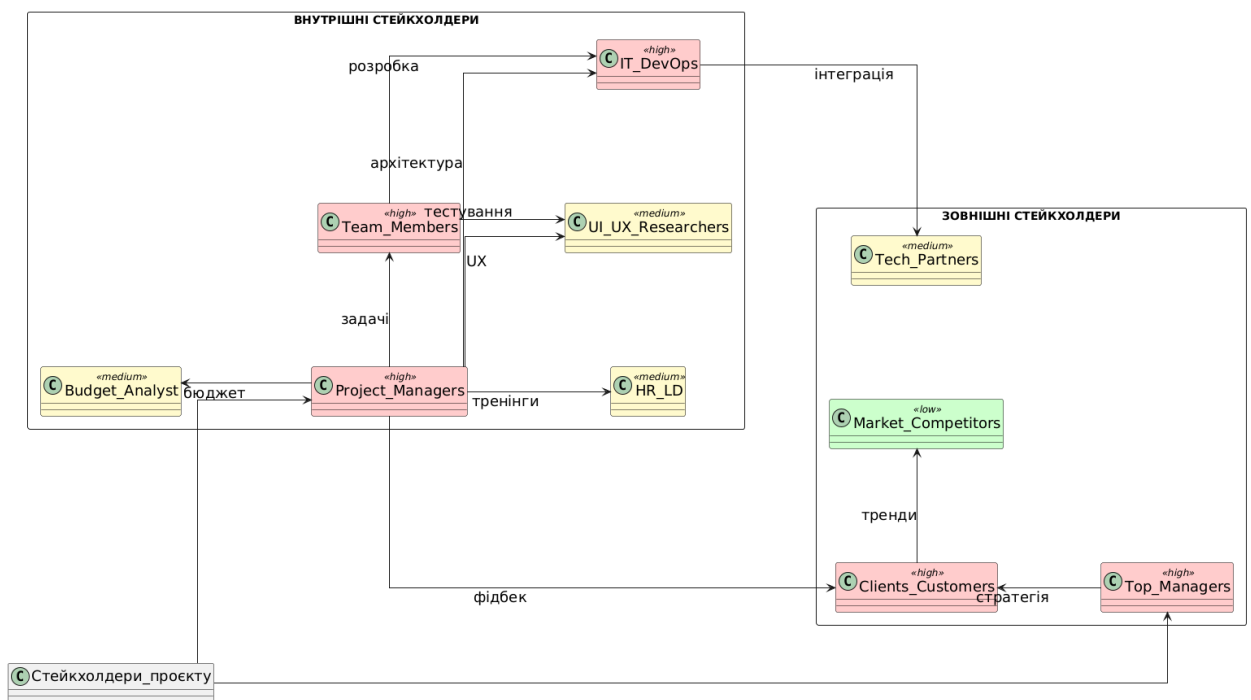 ВНУТРІШНІ СТЕЙКХОЛДЕРИ
«high»
C IT_DevOps
розробка
інтеграція
архітектура
«high»
C Team_Members
тестування
«medium»
C UI_UX_Researchers
ЗОВНІШНІ СТЕЙКХОЛДЕРИ
«medium»
C Tech_Partners
UX
задачі
«medium»
C Budget_Analyst
бюджет
«high»
C Project_Managers
тренінги
«medium»
C HR_LD
«low»
C Market_Competitors
тренди
«high»
C Clients_Customers
стратегія
«high»
C Top_Managers
фідбек
C Стейкхолдери_проєкту